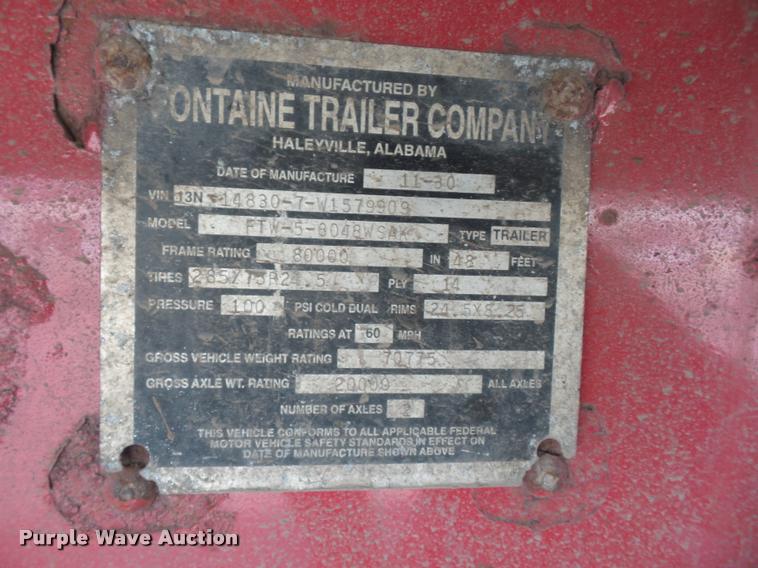 MANUFACTURED BY
FONTAINE TRAILER COMPANY
HALEYVILLE, ALABAMA
DATE OF MANUFACTURE 11-30
VIN 13N 14830-7-W1579909
MODEL FTW-5-8048WSAK TYPE TRAILER
FRAME RATING 80000 IN 48 FEET
TIRES 285/75R24.5 PLY 14
PRESSURE 100 PSI COLD DUAL RIMS 24.5X8.25
RATINGS AT 60 MPH
GROSS VEHICLE WEIGHT RATING 70775
GROSS AXLE WT. RATING 20000 ALL AXLES
NUMBER OF AXLES 2
THIS VEHICLE CONFORMS TO ALL APPLICABLE FEDERAL
MOTOR VEHICLE SAFETY STANDARDS IN EFFECT ON
DATE OF MANUFACTURE SHOWN ABOVE
Purple Wave Auction